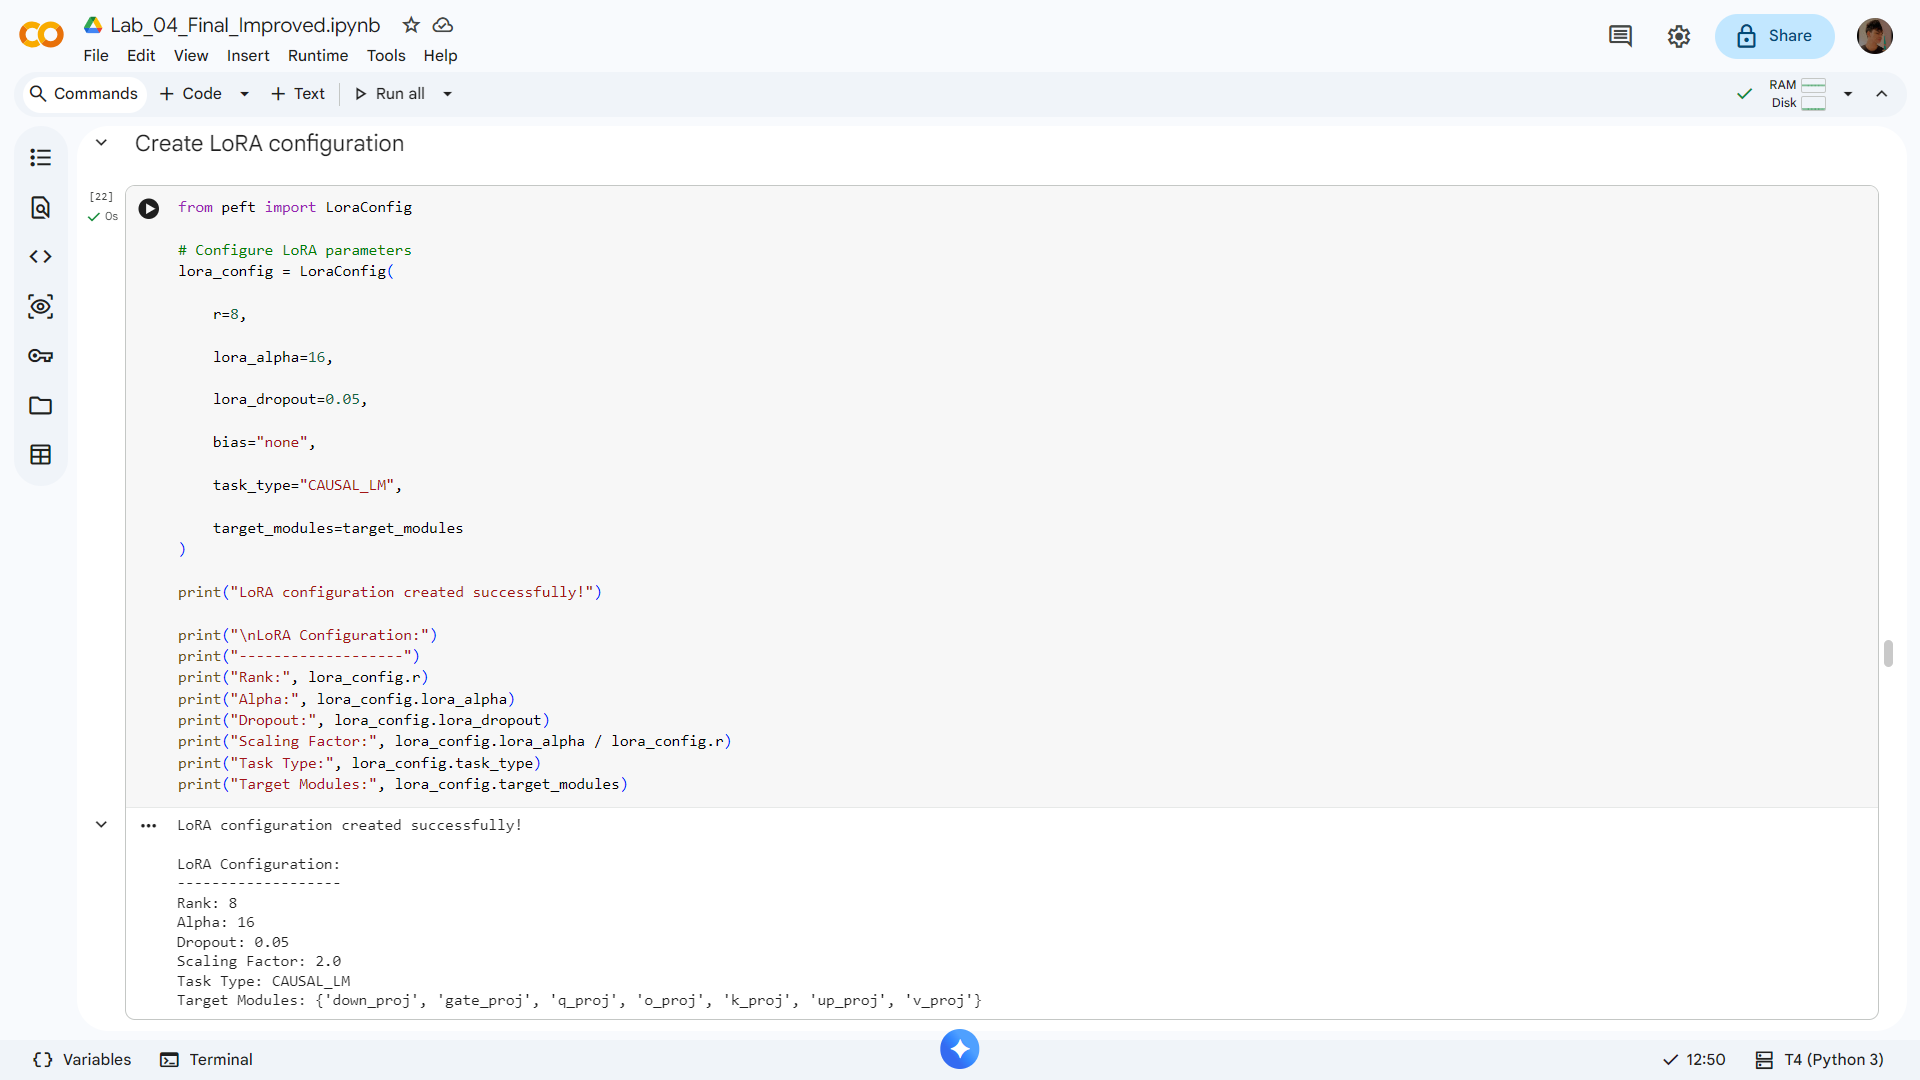 Lab_04_Final_Improved.ipynb
File Edit View Insert Runtime Tools Help
Share
Commands + Code + Text Run all
RAM
Disk
Create LoRA configuration
[22]
0s
from peft import LoraConfig
# Configure LoRA parameters
lora_config = LoraConfig(
r=8,
lora_alpha=16,
lora_dropout=0.05,
bias="none",
task_type="CAUSAL_LM",
target_modules=target_modules
)
print("LoRA configuration created successfully!")
print("\nLoRA Configuration:")
print("-------------------")
print("Rank:", lora_config.r)
print("Alpha:", lora_config.lora_alpha)
print("Dropout:", lora_config.lora_dropout)
print("Scaling Factor:", lora_config.lora_alpha / lora_config.r)
print("Task Type:", lora_config.task_type)
print("Target Modules:", lora_config.target_modules)
LoRA configuration created successfully!
LoRA Configuration:
-------------------
Rank: 8
Alpha: 16
Dropout: 0.05
Scaling Factor: 2.0
Task Type: CAUSAL_LM
Target Modules: {'down_proj', 'gate_proj', 'q_proj', 'o_proj', 'k_proj', 'up_proj', 'v_proj'}
Variables Terminal 12:50 T4 (Python 3)